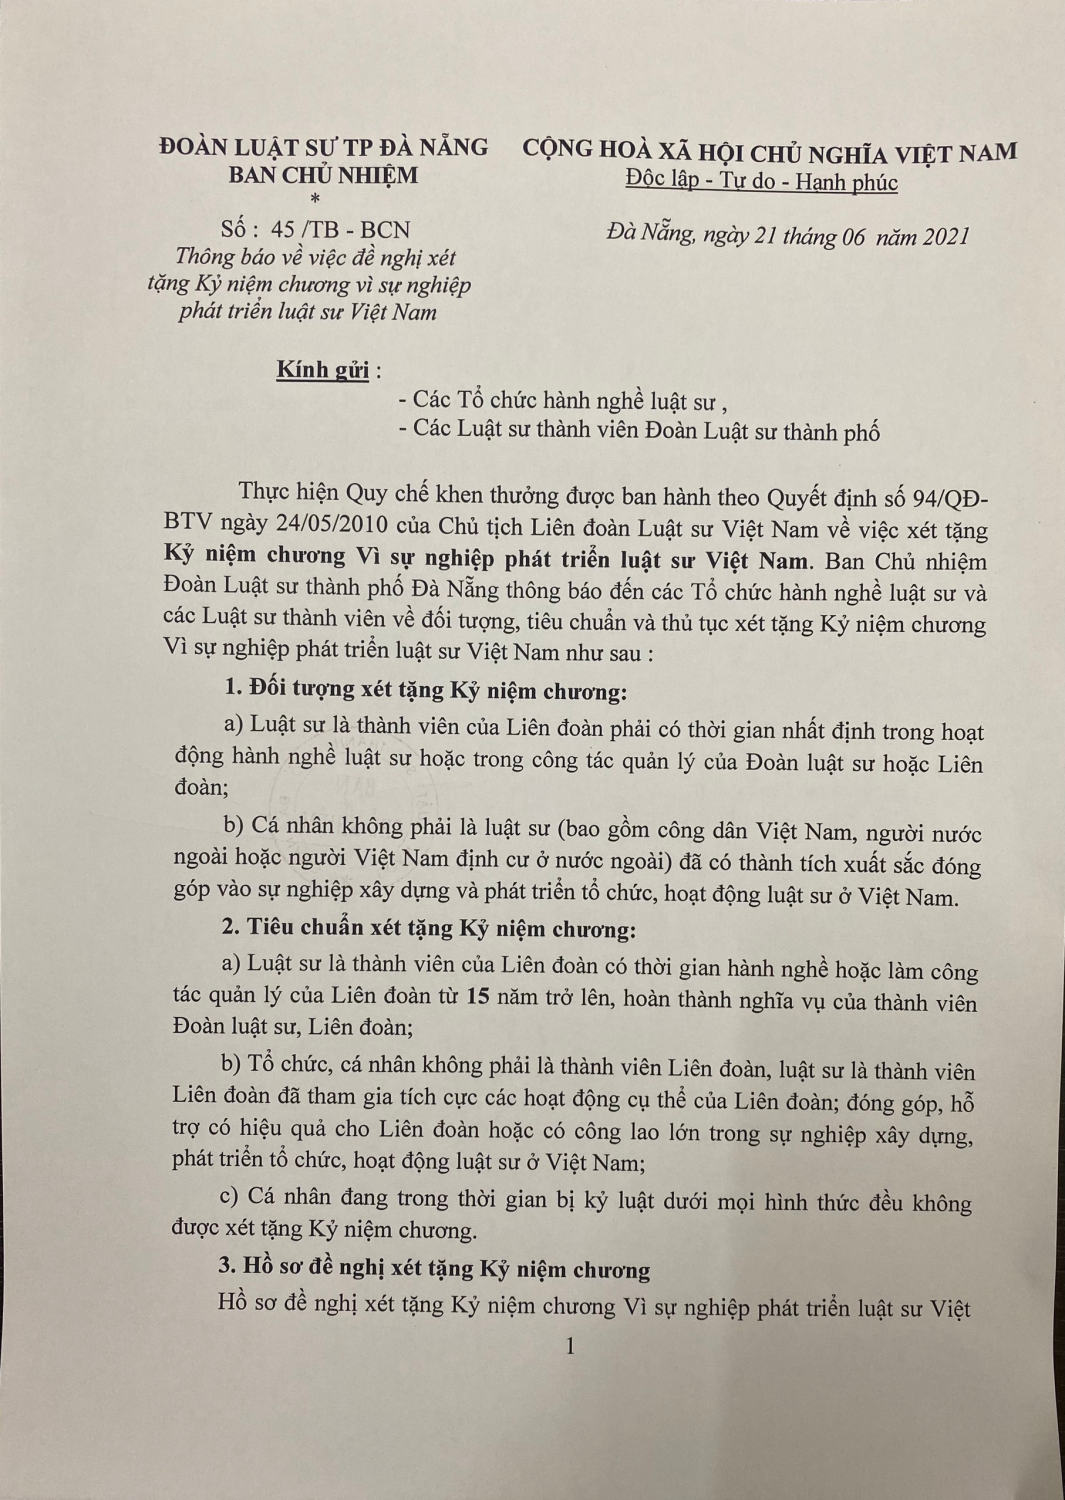 ĐOÀN LUẬT SƯ TP ĐÀ NẴNG
BAN CHỦ NHIỆM
*
Số : 45 /TB - BCN
Thông báo về việc đề nghị xét
tặng Kỷ niệm chương vì sự nghiệp
phát triển luật sư Việt Nam
CỘNG HOÀ XÃ HỘI CHỦ NGHĨA VIỆT NAM
Độc lập - Tự do - Hạnh phúc
Đà Nẵng, ngày 21 tháng 06 năm 2021
Kính gửi :
- Các Tổ chức hành nghề luật sư ,
- Các Luật sư thành viên Đoàn Luật sư thành phố
Thực hiện Quy chế khen thưởng được ban hành theo Quyết định số 94/QĐ-
BTV ngày 24/05/2010 của Chủ tịch Liên đoàn Luật sư Việt Nam về việc xét tặng
Kỷ niệm chương Vì sự nghiệp phát triển luật sư Việt Nam. Ban Chủ nhiệm
Đoàn Luật sư thành phố Đà Nẵng thông báo đến các Tổ chức hành nghề luật sư và
các Luật sư thành viên về đối tượng, tiêu chuẩn và thủ tục xét tặng Kỷ niệm chương
Vì sự nghiệp phát triển luật sư Việt Nam như sau :
1. Đối tượng xét tặng Kỷ niệm chương:
a) Luật sư là thành viên của Liên đoàn phải có thời gian nhất định trong hoạt
động hành nghề luật sư hoặc trong công tác quản lý của Đoàn luật sư hoặc Liên
đoàn;
b) Cá nhân không phải là luật sư (bao gồm công dân Việt Nam, người nước
ngoài hoặc người Việt Nam định cư ở nước ngoài) đã có thành tích xuất sắc đóng
góp vào sự nghiệp xây dựng và phát triển tổ chức, hoạt động luật sư ở Việt Nam.
2. Tiêu chuẩn xét tặng Kỷ niệm chương:
a) Luật sư là thành viên của Liên đoàn có thời gian hành nghề hoặc làm công
tác quản lý của Liên đoàn từ 15 năm trở lên, hoàn thành nghĩa vụ của thành viên
Đoàn luật sư, Liên đoàn;
b) Tổ chức, cá nhân không phải là thành viên Liên đoàn, luật sư là thành viên
Liên đoàn đã tham gia tích cực các hoạt động cụ thể của Liên đoàn; đóng góp, hỗ
trợ có hiệu quả cho Liên đoàn hoặc có công lao lớn trong sự nghiệp xây dựng,
phát triển tổ chức, hoạt động luật sư ở Việt Nam;
c) Cá nhân đang trong thời gian bị kỷ luật dưới mọi hình thức đều không
được xét tặng Kỷ niệm chương.
3. Hồ sơ đề nghị xét tặng Kỷ niệm chương
Hồ sơ đề nghị xét tặng Kỷ niệm chương Vì sự nghiệp phát triển luật sư Việt
1